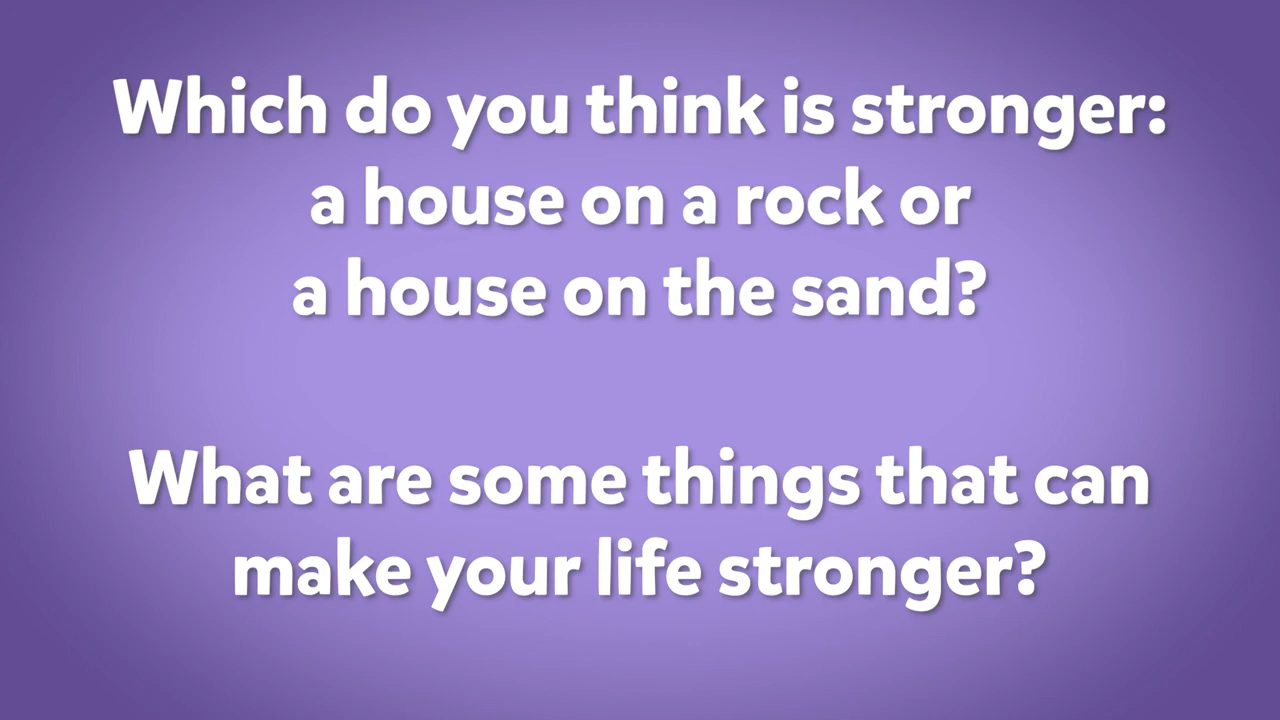 Which do you think is stronger:
a house on a rock or
a house on the sand?
What are some things that can
make your life stronger?